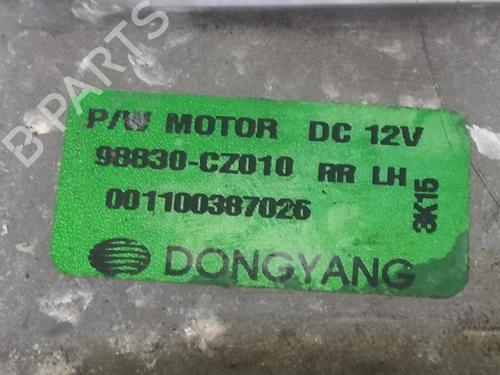 B PARTS
P/W MOTOR DC 12V
98830-CZ010 RR LH
001100387026
3K15
DONGYANG